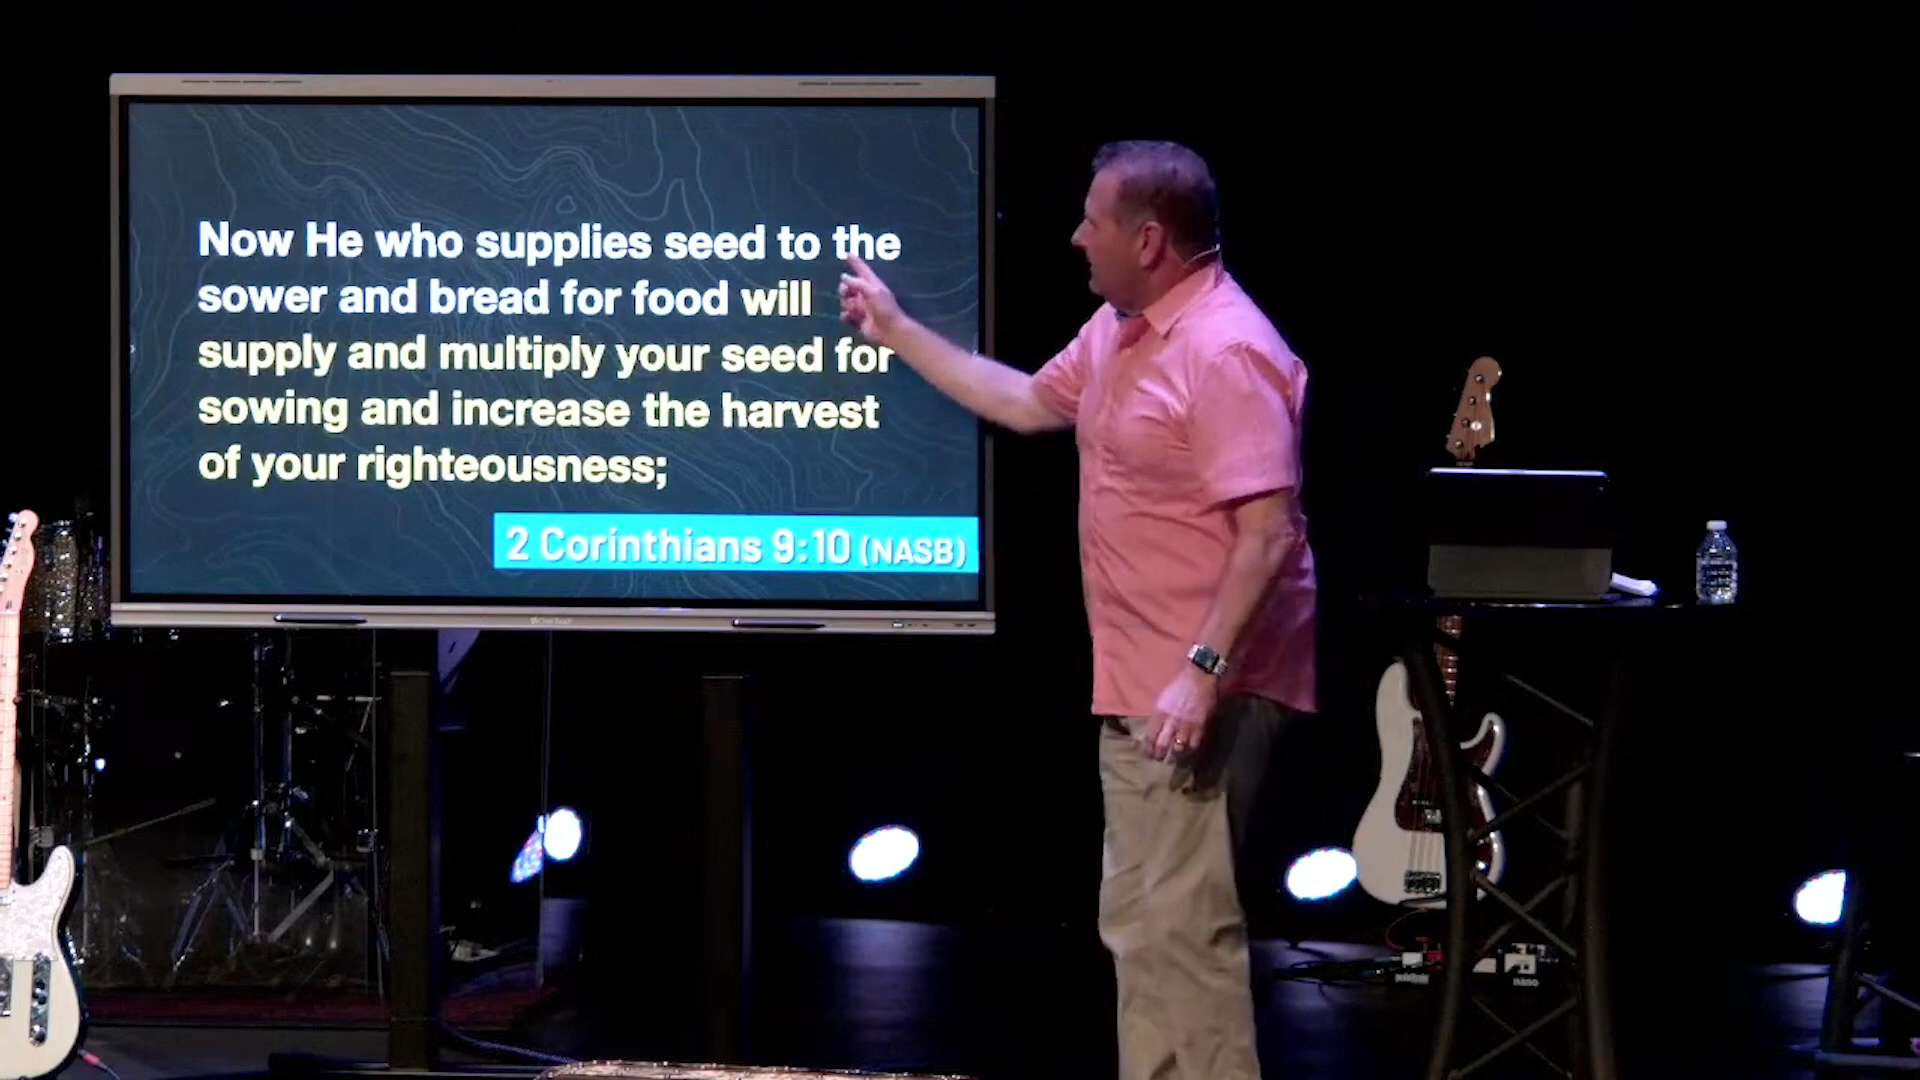 Now He who supplies seed to the
sower and bread for food will
supply and multiply your seed for
sowing and increase the harvest
of your righteousness;
2 Corinthians 9:10 (NASB)
nano